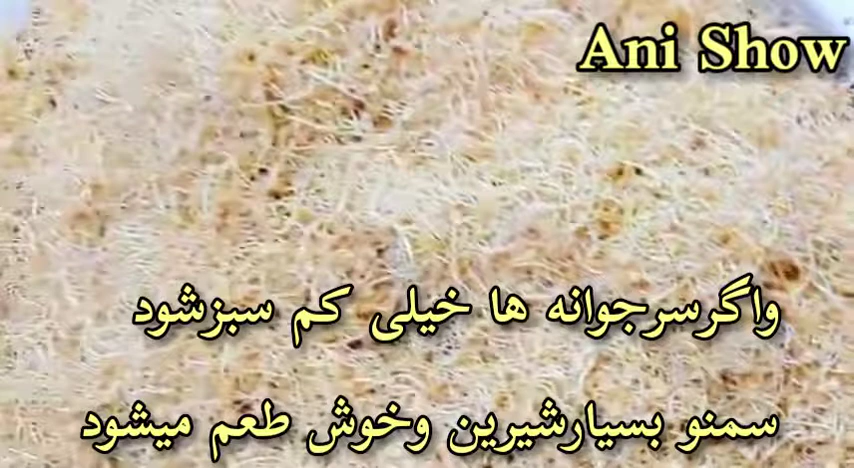 Ani Show
واگرسرجوانه ها خیلی کم سبزشود
سمنو بسیارشیرین وخوش طعم میشود